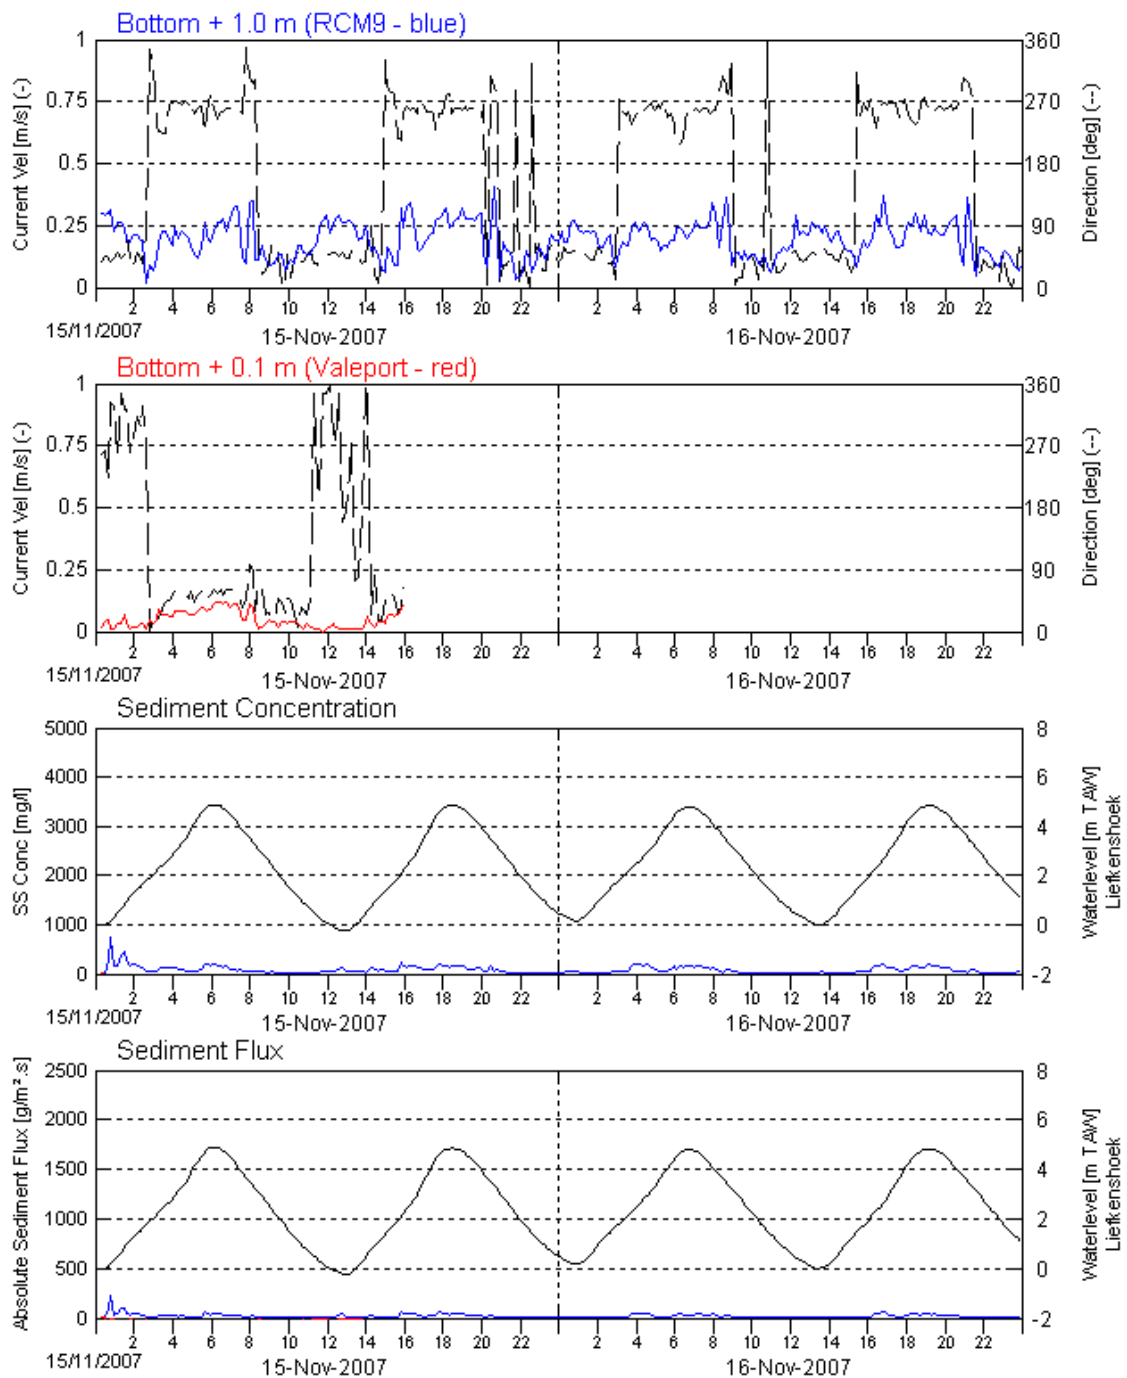 Bottom + 1.0 m (RCM9 - blue)
Current Vel [m/s] (-)
1
0.75
0.5
0.25
0
360
270
180
90
0
Direction [deg] (--)
2 4 6 8 10 12 14 16 18 20 22 2 4 6 8 10 12 14 16 18 20 22
15/11/2007 15-Nov-2007 16-Nov-2007
Bottom + 0.1 m (Valeport - red)
Current Vel [m/s] (-)
1
0.75
0.5
0.25
0
360
270
180
90
0
Direction [deg] (--)
2 4 6 8 10 12 14 16 18 20 22 2 4 6 8 10 12 14 16 18 20 22
15/11/2007 15-Nov-2007 16-Nov-2007
Sediment Concentration
SS Conc [mg/l]
5000
4000
3000
2000
1000
0
8
6
4
2
0
-2
Waterlevel [m TAW]
Liefkenshoek
2 4 6 8 10 12 14 16 18 20 22 2 4 6 8 10 12 14 16 18 20 22
15/11/2007 15-Nov-2007 16-Nov-2007
Sediment Flux
Absolute Sediment Flux [g/m².s]
2500
2000
1500
1000
500
0
8
6
4
2
0
-2
Waterlevel [m TAW]
Liefkenshoek
2 4 6 8 10 12 14 16 18 20 22 2 4 6 8 10 12 14 16 18 20 22
15/11/2007 15-Nov-2007 16-Nov-2007